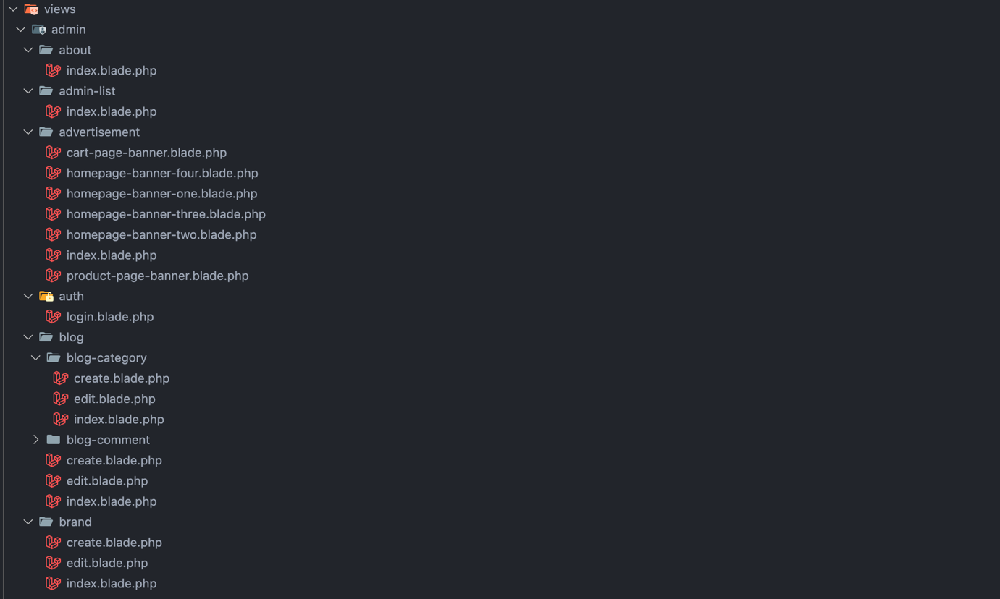 views
admin
about
index.blade.php
admin-list
index.blade.php
advertisement
cart-page-banner.blade.php
homepage-banner-four.blade.php
homepage-banner-one.blade.php
homepage-banner-three.blade.php
homepage-banner-two.blade.php
index.blade.php
product-page-banner.blade.php
auth
login.blade.php
blog
blog-category
create.blade.php
edit.blade.php
index.blade.php
blog-comment
create.blade.php
edit.blade.php
index.blade.php
brand
create.blade.php
edit.blade.php
index.blade.php